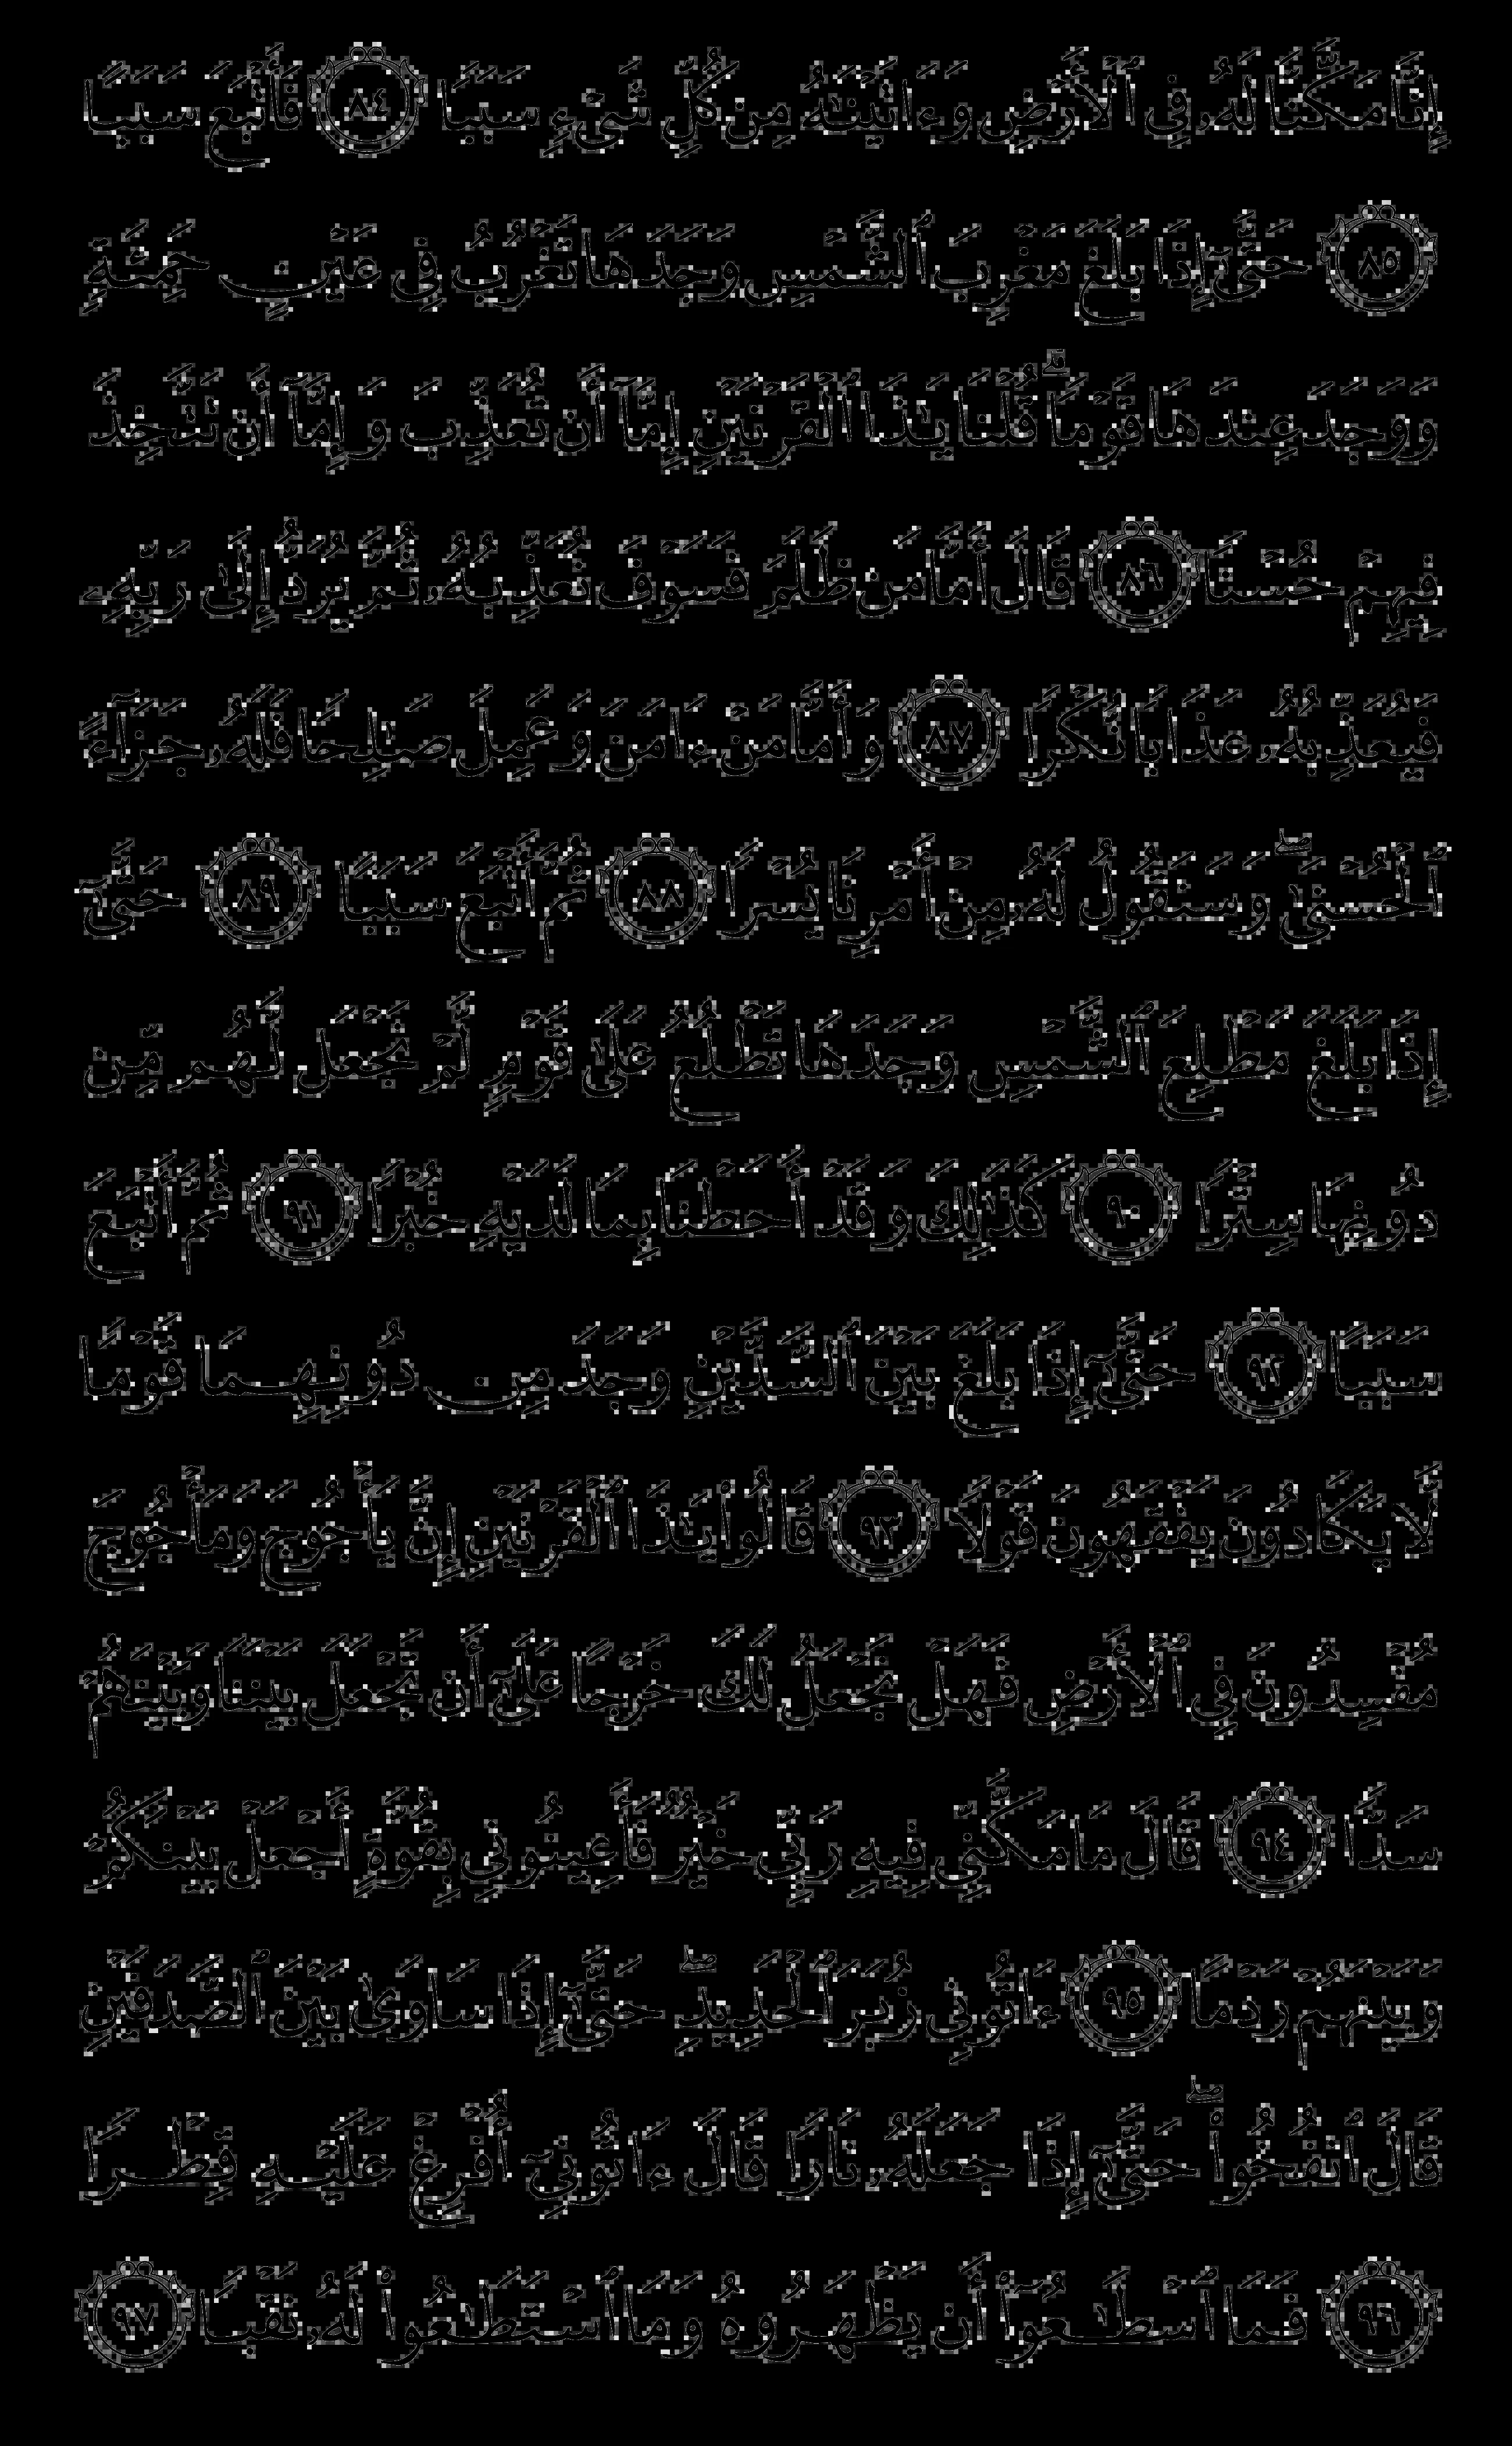 إِنَّا مَكَّنَّا لَهُۥ فِى ٱلْأَرْضِ وَءَاتَيْنَٰهُ مِن كُلِّ شَىْءٍ سَبَبًا ٨٤ فَأَتْبَعَ سَبَبًا
٨٥ حَتَّىٰٓ إِذَا بَلَغَ مَغْرِبَ ٱلشَّمْسِ وَجَدَهَا تَغْرُبُ فِى عَيْنٍ حَمِئَةٍ
وَوَجَدَ عِندَهَا قَوْمًا ۗ قُلْنَا يَٰذَا ٱلْقَرْنَيْنِ إِمَّآ أَن تُعَذِّبَ وَإِمَّآ أَن تَتَّخِذَ
فِيهِمْ حُسْنًا ٨٦ قَالَ أَمَّا مَن ظَلَمَ فَسَوْفَ نُعَذِّبُهُۥ ثُمَّ يُرَدُّ إِلَىٰ رَبِّهِۦ
فَيُعَذِّبُهُۥ عَذَابًا نُّكْرًا ٨٧ وَأَمَّا مَنْ ءَامَنَ وَعَمِلَ صَٰلِحًا فَلَهُۥ جَزَآءً
ٱلْحُسْنَىٰ ۖ وَسَنَقُولُ لَهُۥ مِنْ أَمْرِنَا يُسْرًا ٨٨ ثُمَّ أَتْبَعَ سَبَبًا ٨٩ حَتَّىٰٓ
إِذَا بَلَغَ مَطْلِعَ ٱلشَّمْسِ وَجَدَهَا تَطْلُعُ عَلَىٰ قَوْمٍ لَّمْ نَجْعَل لَّهُم مِّن
دُونِهَا سِتْرًا ٩٠ كَذَٰلِكَ وَقَدْ أَحَطْنَا بِمَا لَدَيْهِ خُبْرًا ٩١ ثُمَّ أَتْبَعَ
سَبَبًا ٩٢ حَتَّىٰٓ إِذَا بَلَغَ بَيْنَ ٱلسَّدَّيْنِ وَجَدَ مِن دُونِهِمَا قَوْمًا
لَّا يَكَادُونَ يَفْقَهُونَ قَوْلًا ٩٣ قَالُوا۟ يَٰذَا ٱلْقَرْنَيْنِ إِنَّ يَأْجُوجَ وَمَأْجُوجَ
مُفْسِدُونَ فِى ٱلْأَرْضِ فَهَلْ نَجْعَلُ لَكَ خَرْجًا عَلَىٰٓ أَن تَجْعَلَ بَيْنَنَا وَبَيْنَهُمْ
سَدًّا ٩٤ قَالَ مَا مَكَّنِّى فِيهِ رَبِّى خَيْرٌ فَأَعِينُونِى بِقُوَّةٍ أَجْعَلْ بَيْنَكُمْ
وَبَيْنَهُمْ رَدْمًا ٩٥ ءَاتُونِى زُبَرَ ٱلْحَدِيدِ ۖ حَتَّىٰٓ إِذَا سَاوَىٰ بَيْنَ ٱلصَّدَفَيْنِ
قَالَ ٱنفُخُوا۟ ۖ حَتَّىٰٓ إِذَا جَعَلَهُۥ نَارًا قَالَ ءَاتُونِىٓ أُفْرِغْ عَلَيْهِ قِطْرًا
٩٦ فَمَا ٱسْطَٰعُوٓا۟ أَن يَظْهَرُوهُ وَمَا ٱسْتَطَٰعُوا۟ لَهُۥ نَقْبًا ٩٧